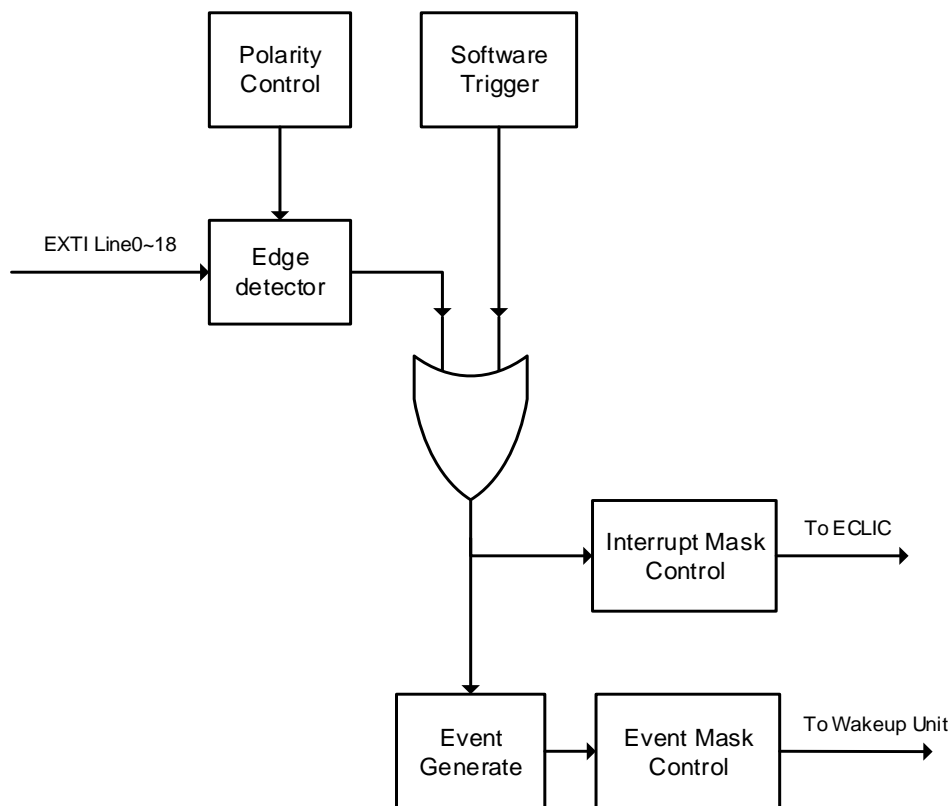 Polarity
Control
Software
Trigger
EXTI Line0~18
Edge
detector
Interrupt Mask
Control
To ECLIC
Event
Generate
Event Mask
Control
To Wakeup Unit